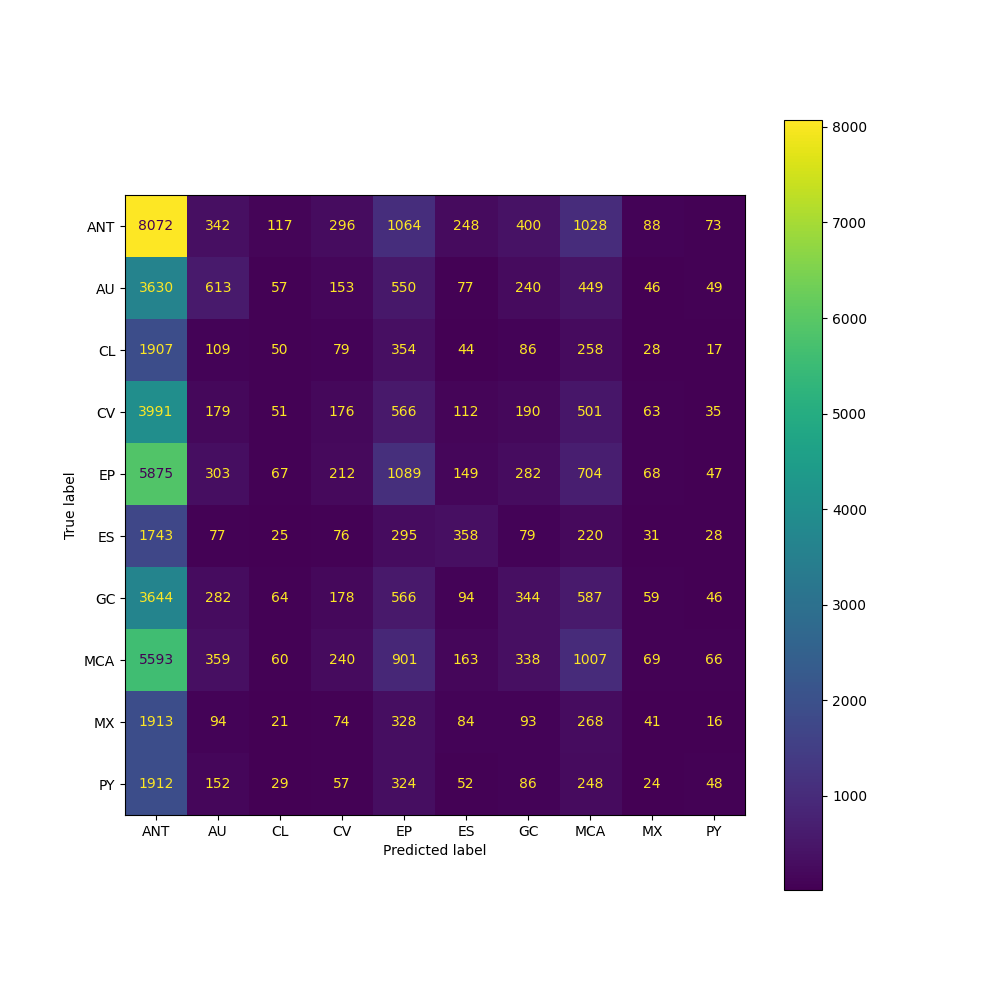 ANT 8072 342 117 296 1064 248 400 1028 88 73
AU 3630 613 57 153 550 77 240 449 46 49
CL 1907 109 50 79 354 44 86 258 28 17
CV 3991 179 51 176 566 112 190 501 63 35
EP 5875 303 67 212 1089 149 282 704 68 47
ES 1743 77 25 76 295 358 79 220 31 28
GC 3644 282 64 178 566 94 344 587 59 46
MCA 5593 359 60 240 901 163 338 1007 69 66
MX 1913 94 21 74 328 84 93 268 41 16
PY 1912 152 29 57 324 52 86 248 24 48
ANT AU CL CV EP ES GC MCA MX PY
Predicted label
True label
8000
7000
6000
5000
4000
3000
2000
1000